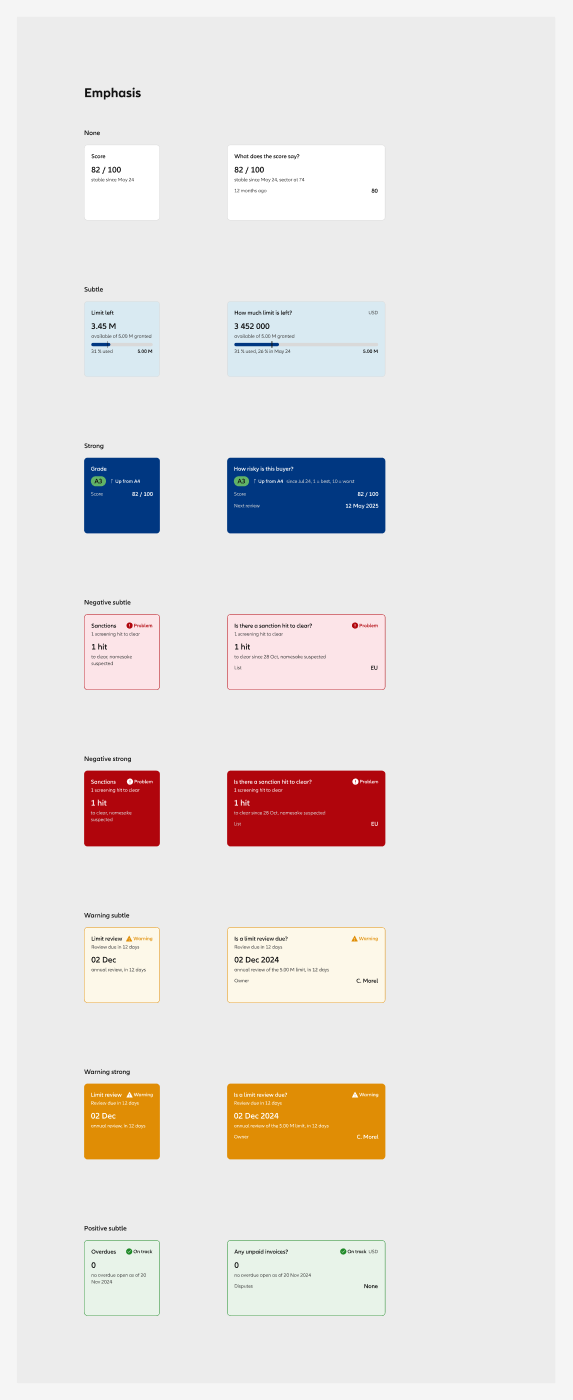 Emphasis
None
Score
82 / 100
stable since May 24
What does the score say?
82 / 100
stable since May 24, sector at 74
12 months ago 80
Subtle
Limit left
3.45 M
available of 5.00 M granted
31 % used 5.00 M
How much limit is left? USD
3 452 000
available of 5.00 M granted
31 % used, 26 % in May 24 5.00 M
Strong
Grade
A3 ↑ Up from A4
Score 82 / 100
How risky is this buyer?
A3 ↑ Up from A4 since Jul 24, 1 = best, 10 = worst
Score 82 / 100
Next review 12 May 2025
Negative subtle
Sanctions Problem
1 screening hit to clear
1 hit
to clear, namesake
suspected
Is there a sanction hit to clear? Problem
1 screening hit to clear
1 hit
to clear since 28 Oct, namesake suspected
List EU
Negative strong
Sanctions Problem
1 screening hit to clear
1 hit
to clear, namesake
suspected
Is there a sanction hit to clear? Problem
1 screening hit to clear
1 hit
to clear since 28 Oct, namesake suspected
List EU
Warning subtle
Limit review Warning
Review due in 12 days
02 Dec
annual review, in 12 days
Is a limit review due? Warning
Review due in 12 days
02 Dec 2024
annual review of the 5.00 M limit, in 12 days
Owner C. Morel
Warning strong
Limit review Warning
Review due in 12 days
02 Dec
annual review, in 12 days
Is a limit review due? Warning
Review due in 12 days
02 Dec 2024
annual review of the 5.00 M limit, in 12 days
Owner C. Morel
Positive subtle
Overdues On track
0
no overdue open as of 20
Nov 2024
Any unpaid invoices? On track USD
0
no overdue open as of 20 Nov 2024
Disputes None